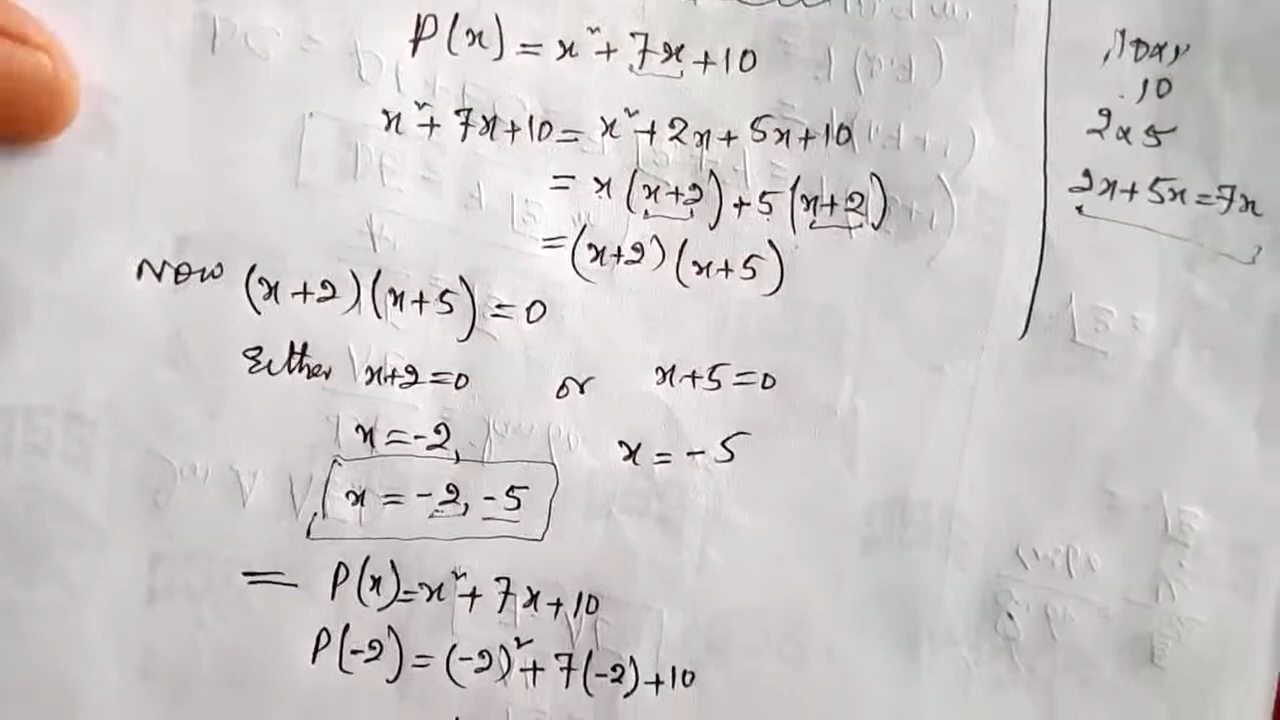 P(x) = x² + 7x + 10
x² + 7x + 10 = x² + 2x + 5x + 10
= x (x+2) + 5 (x+2)
= (x+2) (x+5)
Now (x+2) (x+5) = 0
Either x+2=0 or x+5=0
x = -2, x = -5
x = -2, -5
= P(x) = x² + 7x + 10
P(-2) = (-2)² + 7(-2) + 10
10
2x5
2x + 5x = 7x